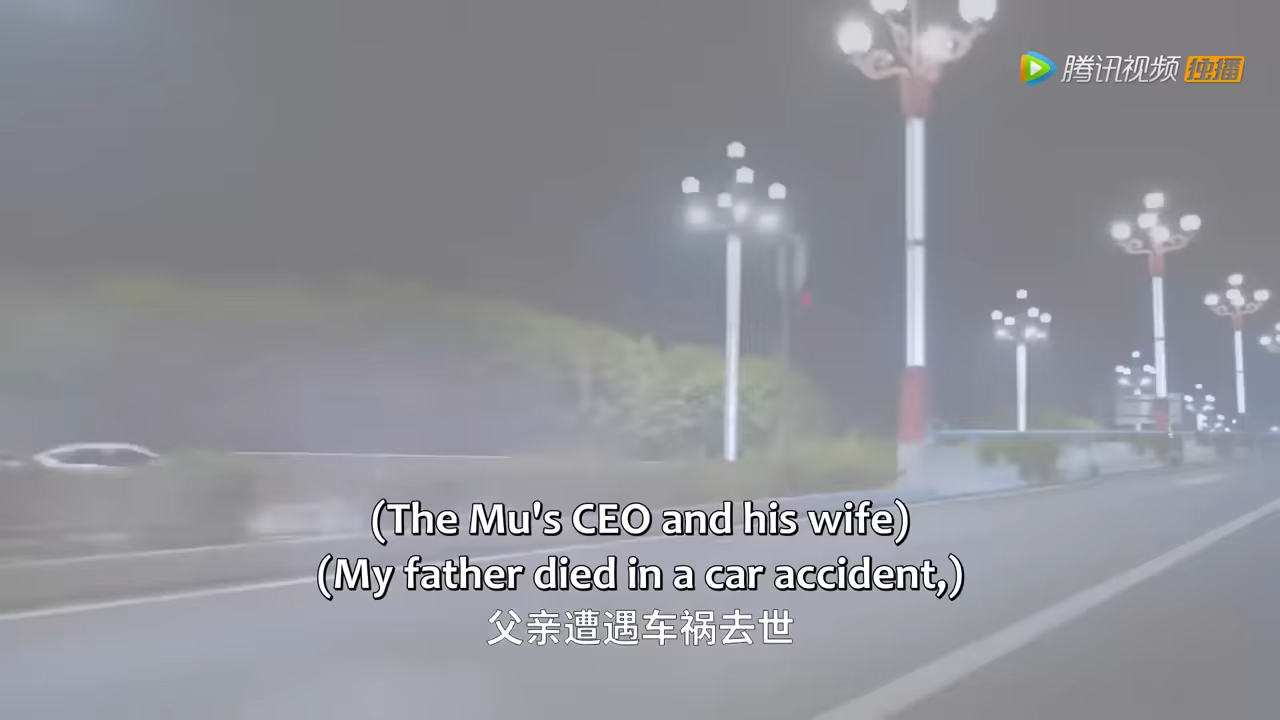 腾讯视频 独播
(The Mu's CEO and his wife)
(My father died in a car accident,)
父亲遭遇车祸去世